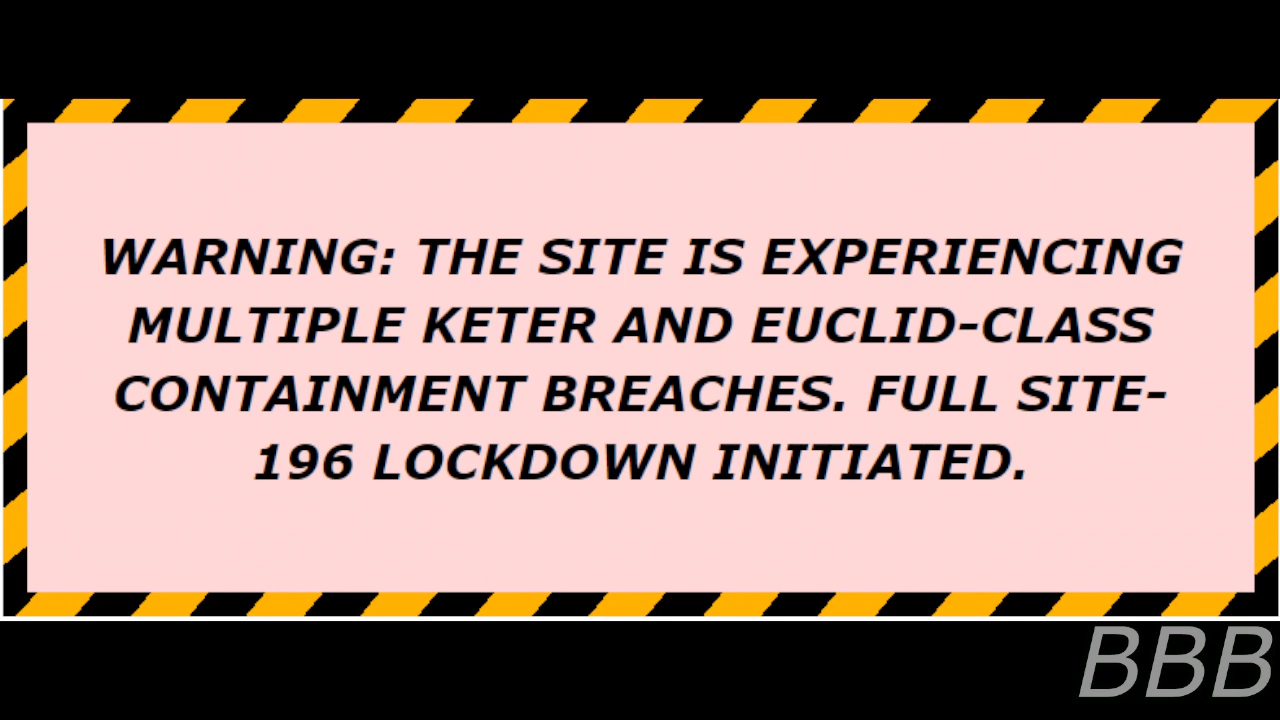 WARNING: THE SITE IS EXPERIENCING
MULTIPLE KETER AND EUCLID-CLASS
CONTAINMENT BREACHES. FULL SITE-
196 LOCKDOWN INITIATED.
BBB